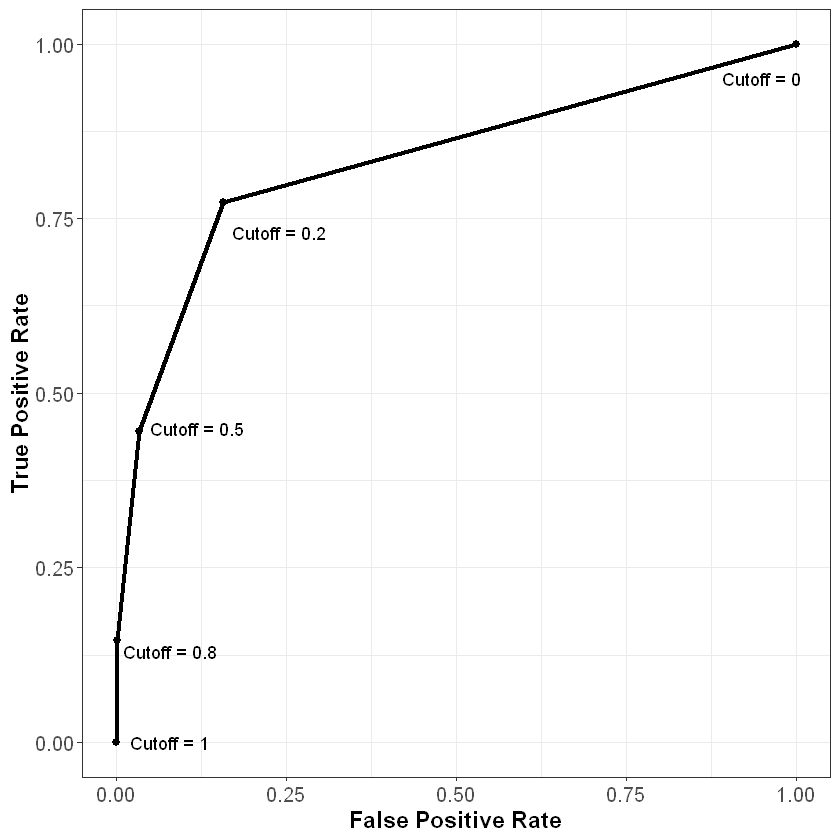 1.00
Cutoff = 0
0.75
Cutoff = 0.2
True Positive Rate
0.50
Cutoff = 0.5
0.25
Cutoff = 0.8
0.00
Cutoff = 1
0.00 0.25 0.50 0.75 1.00
False Positive Rate